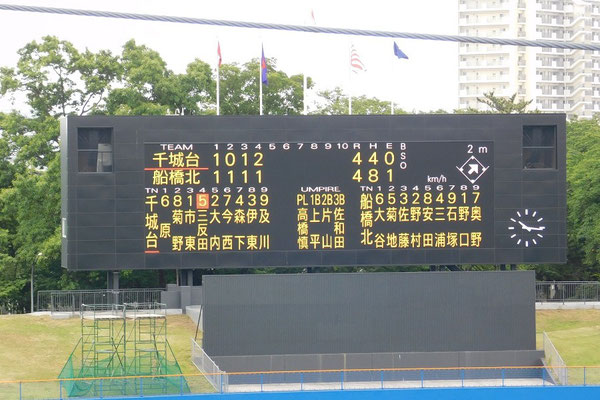 TEAM 1 2 3 4 5 6 7 8 9 10 R H E B S O 2 m
千城台 1 0 1 2 4 4 0
船橋北 1 1 1 1 4 8 1 km/h
TN 1 2 3 4 5 6 7 8 9 UMPIRE TN 1 2 3 4 5 6 7 8 9
千城台 6 8 1 5 2 7 4 3 9 PL 1B 2B 3B 船橋北 6 5 3 2 8 4 9 1 7
原 菊野 市東 三反田 大内 今西 森下 伊東 及川 高橋慎 上平 片山 佐和田 大谷 菊地 佐藤 野村 安田 三浦 石塚 野口 奥野